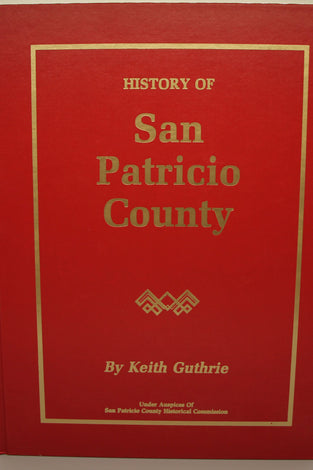 HISTORY OF
San
Patricio
County
By Keith Guthrie
Under Auspices Of
San Patricio County Historical Commission